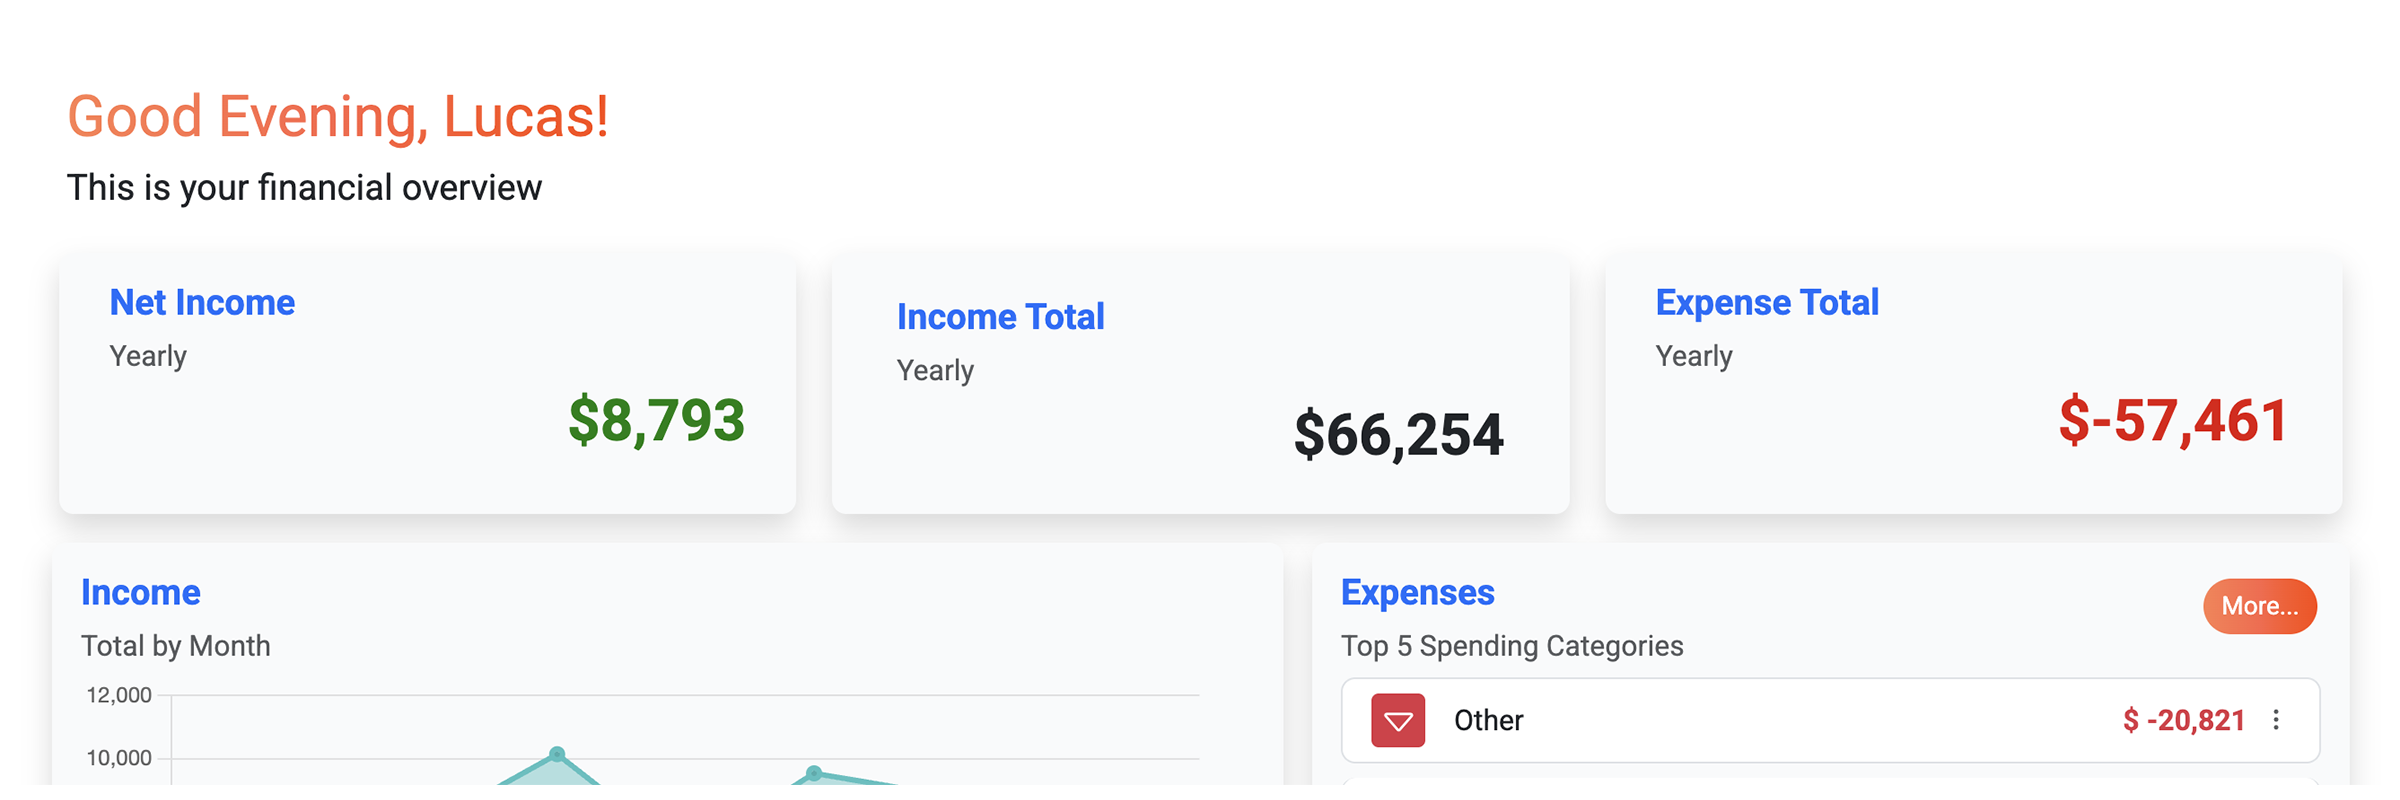 Good Evening, Lucas!
This is your financial overview
Net Income
Yearly
$8,793
Income Total
Yearly
$66,254
Expense Total
Yearly
$-57,461
Income
Total by Month
12,000
10,000
Expenses
More...
Top 5 Spending Categories
Other $ -20,821